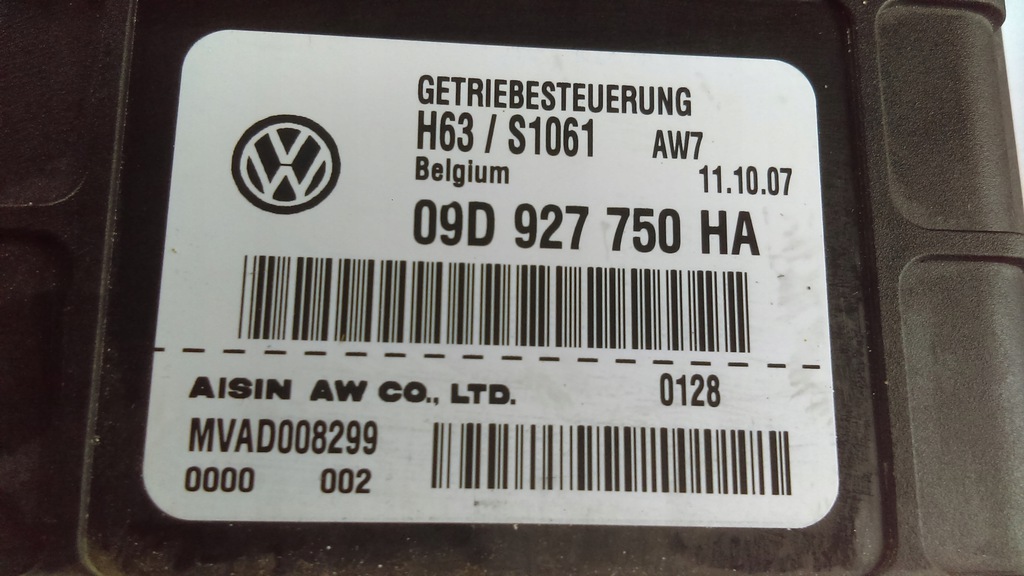 GETRIEBESTEUERUNG
H63 / S1061 AW7
Belgium 11.10.07
09D 927 750 HA
AISIN AW CO., LTD. 0128
MVAD008299
0000 002